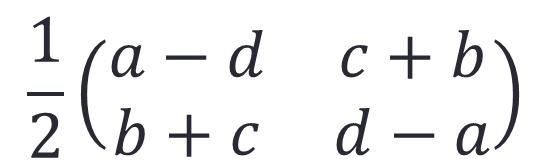 1/2 (a − d   c + b
b + c   d − a)